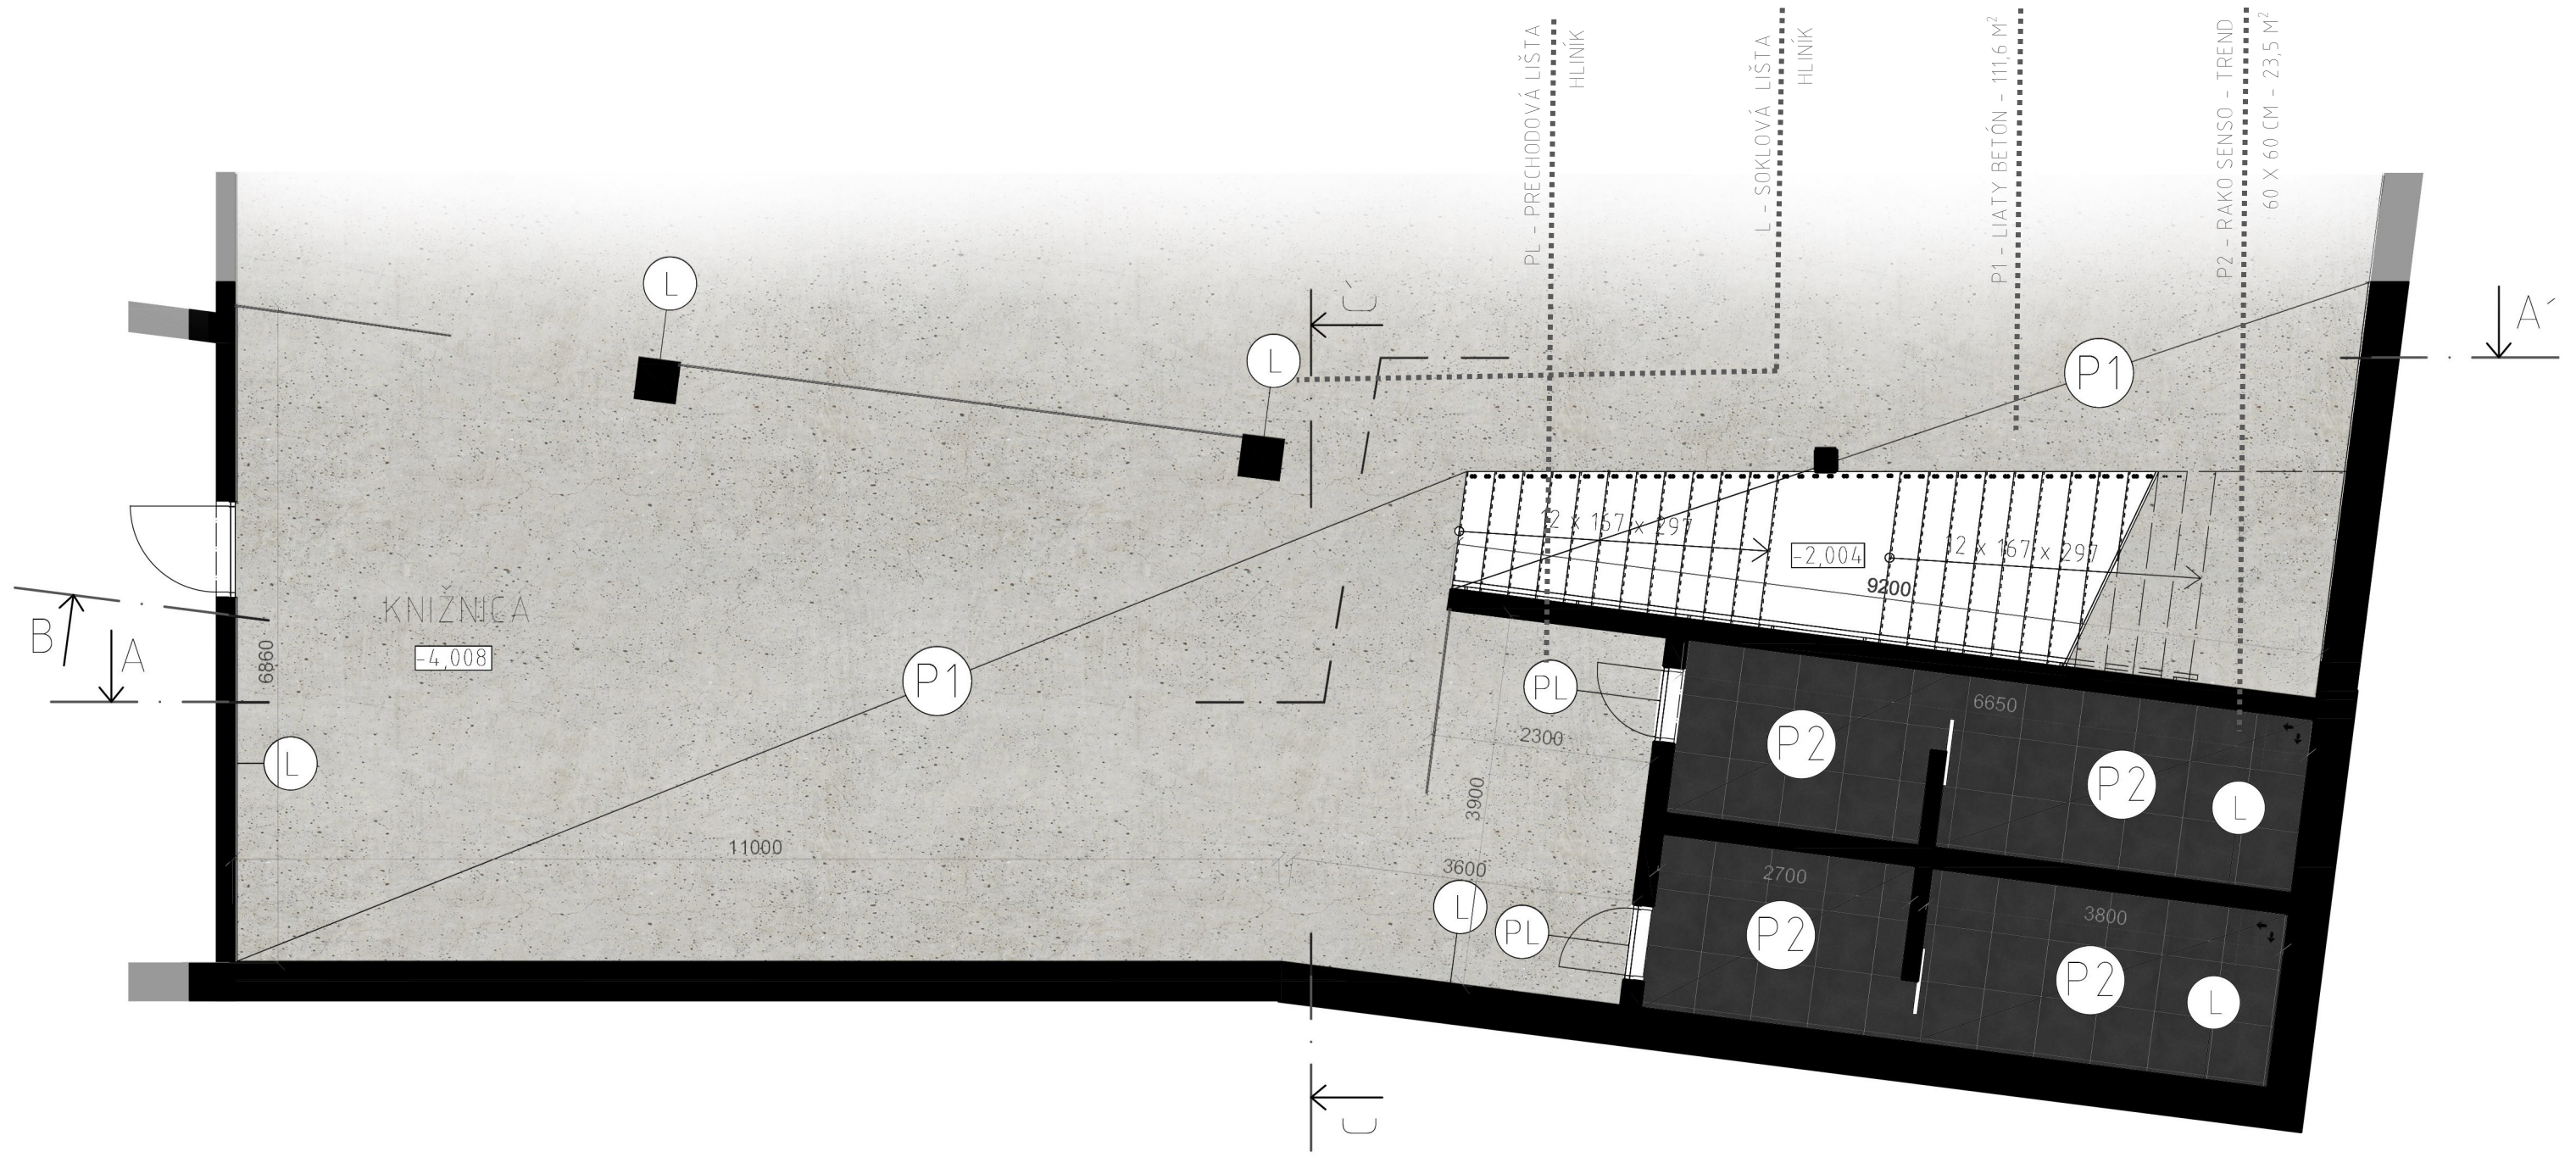 PL - PRECHODOVÁ LIŠTA
HLINÍK
L - SOKLOVÁ LIŠTA
HLINÍK
P1 - LIATY BETÓN - 111,6 M²
P2 - RAKO SENSO - TREND
60 X 60 CM - 23,5 M²
L
C´
A´
L
P1
12 x 167 x 297
-2,004
12 x 167 x 297
9200
KNIŽNICA
-4,008
B
A
6860
P1
PL
6650
2300
P2
L
P2
3900
L
11000
3600
2700
L
PL
3800
P2
P2
L
C